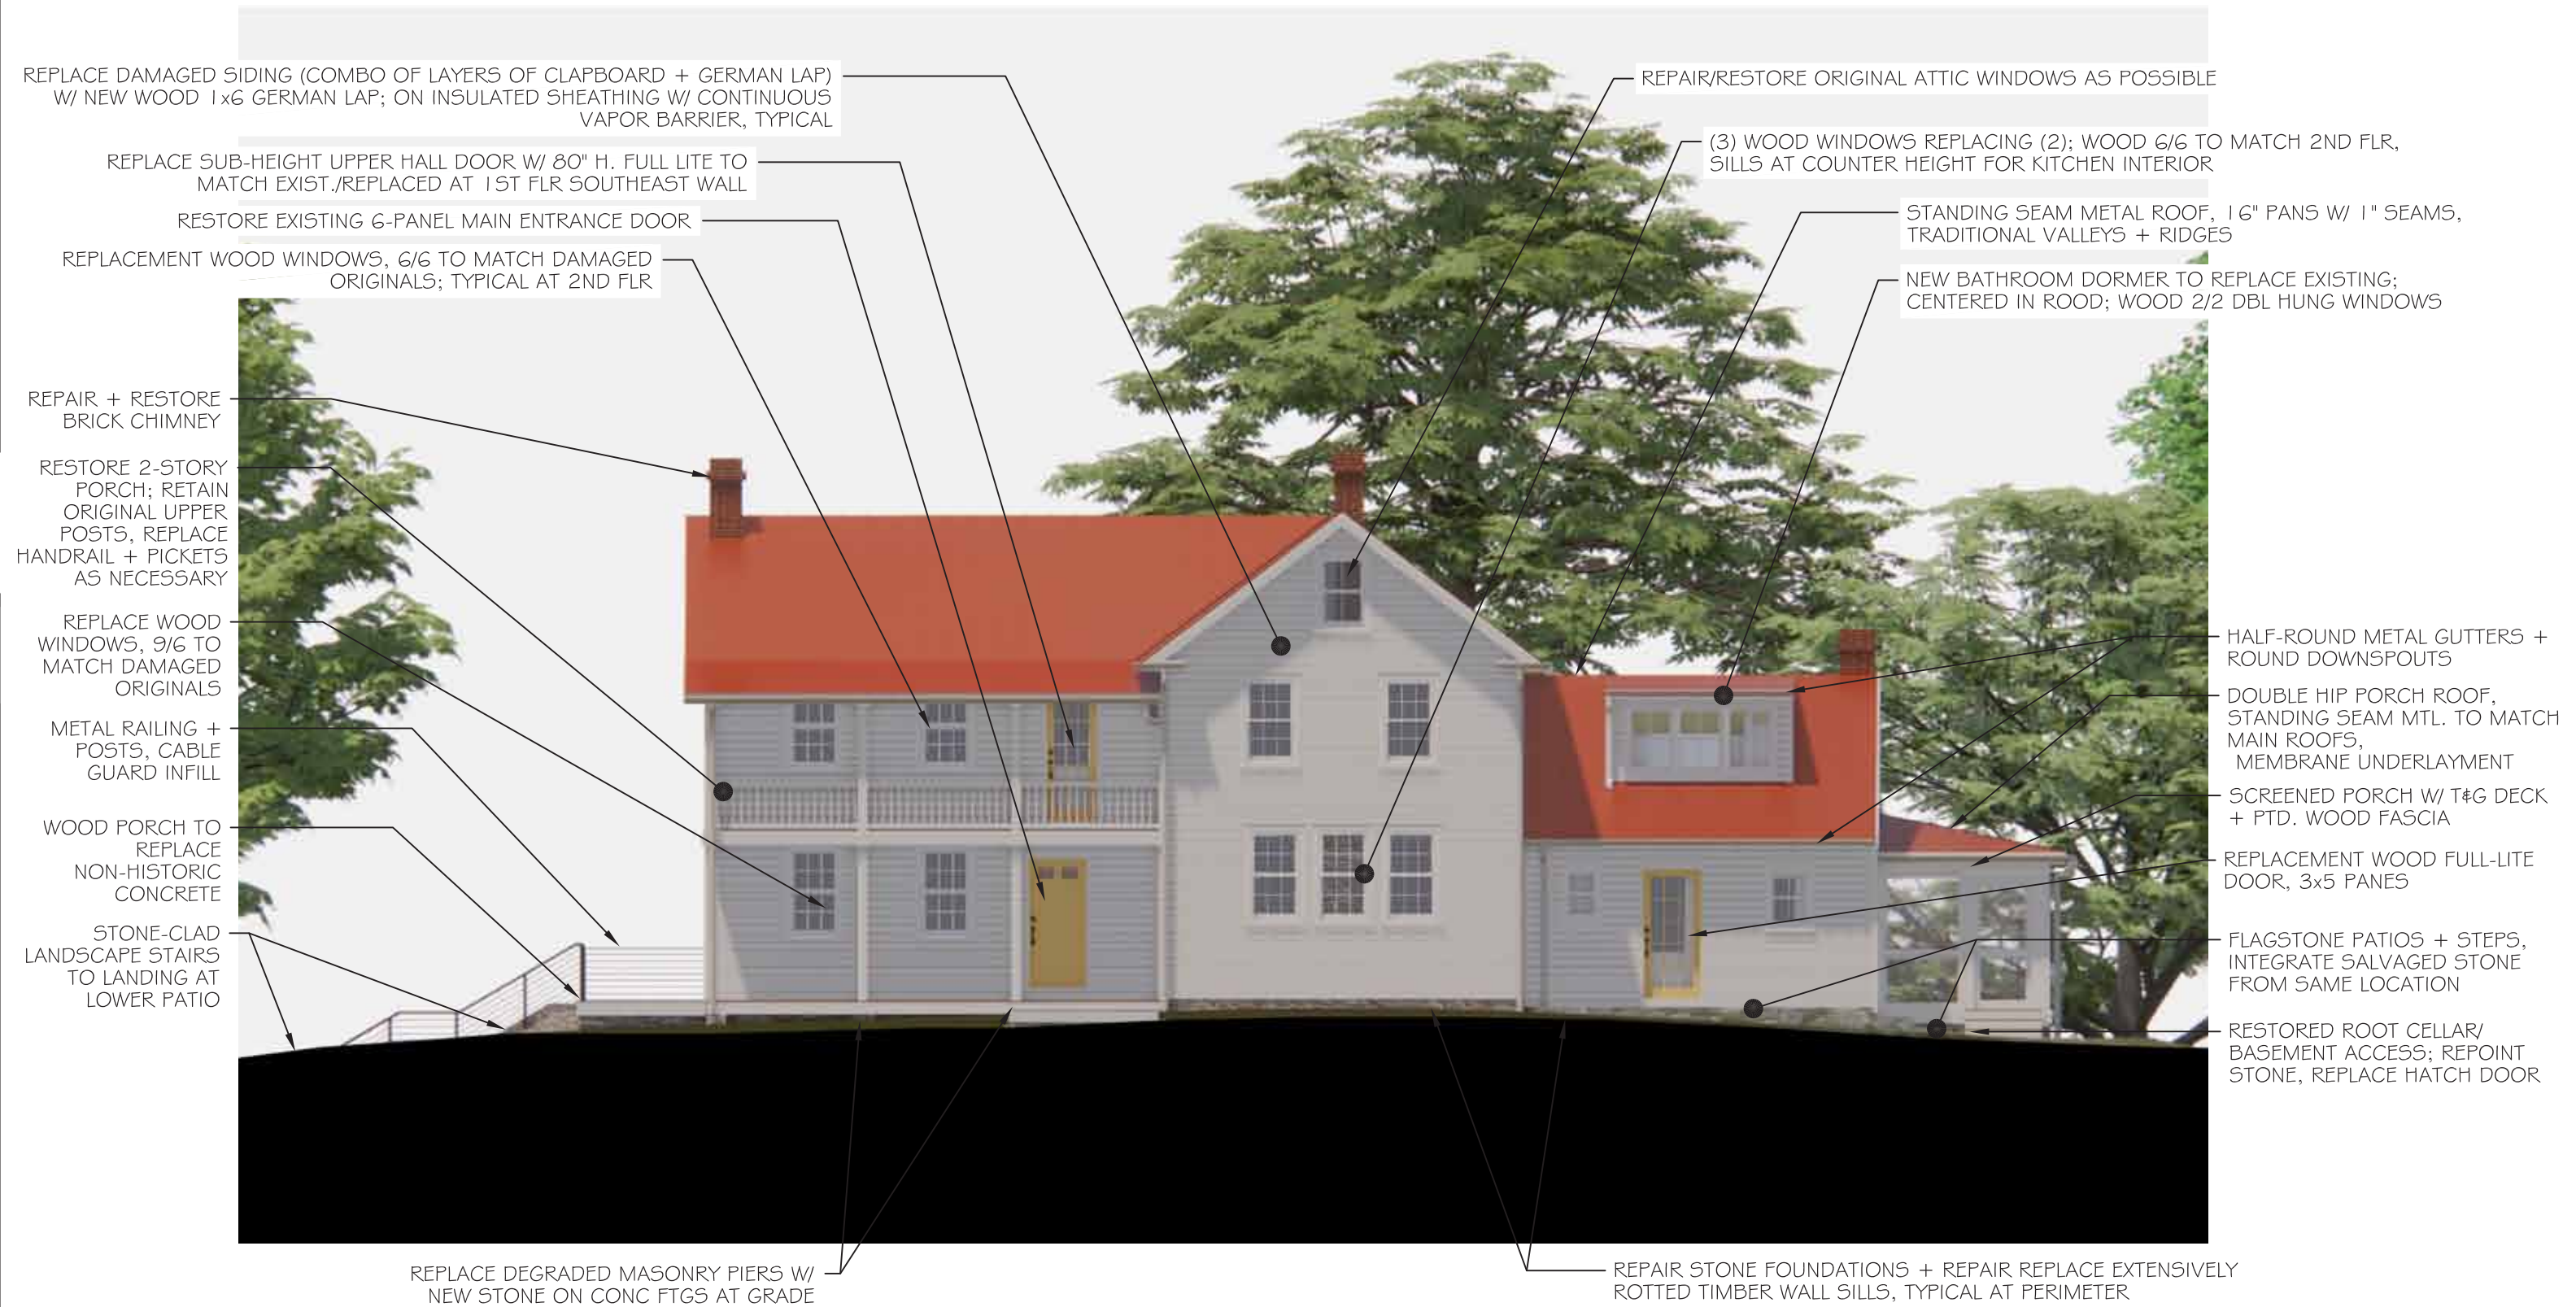 REPLACE DAMAGED SIDING (COMBO OF LAYERS OF CLAPBOARD + GERMAN LAP)
W/ NEW WOOD 1x6 GERMAN LAP; ON INSULATED SHEATHING W/ CONTINUOUS
VAPOR BARRIER, TYPICAL
REPLACE SUB-HEIGHT UPPER HALL DOOR W/ 80" H. FULL LITE TO
MATCH EXIST./REPLACED AT 1ST FLR SOUTHEAST WALL
RESTORE EXISTING 6-PANEL MAIN ENTRANCE DOOR
REPLACEMENT WOOD WINDOWS, 6/6 TO MATCH DAMAGED
ORIGINALS; TYPICAL AT 2ND FLR
REPAIR + RESTORE
BRICK CHIMNEY
RESTORE 2-STORY
PORCH; RETAIN
ORIGINAL UPPER
POSTS, REPLACE
HANDRAIL + PICKETS
AS NECESSARY
REPLACE WOOD
WINDOWS, 9/6 TO
MATCH DAMAGED
ORIGINALS
METAL RAILING +
POSTS, CABLE
GUARD INFILL
WOOD PORCH TO
REPLACE
NON-HISTORIC
CONCRETE
STONE-CLAD
LANDSCAPE STAIRS
TO LANDING AT
LOWER PATIO
REPLACE DEGRADED MASONRY PIERS W/
NEW STONE ON CONC FTGS AT GRADE
REPAIR/RESTORE ORIGINAL ATTIC WINDOWS AS POSSIBLE
(3) WOOD WINDOWS REPLACING (2); WOOD 6/6 TO MATCH 2ND FLR,
SILLS AT COUNTER HEIGHT FOR KITCHEN INTERIOR
STANDING SEAM METAL ROOF, 16" PANS W/ 1" SEAMS,
TRADITIONAL VALLEYS + RIDGES
NEW BATHROOM DORMER TO REPLACE EXISTING;
CENTERED IN ROOD; WOOD 2/2 DBL HUNG WINDOWS
HALF-ROUND METAL GUTTERS +
ROUND DOWNSPOUTS
DOUBLE HIP PORCH ROOF,
STANDING SEAM MTL. TO MATCH
MAIN ROOFS,
MEMBRANE UNDERLAYMENT
SCREENED PORCH W/ T&G DECK
+ PTD. WOOD FASCIA
REPLACEMENT WOOD FULL-LITE
DOOR, 3x5 PANES
FLAGSTONE PATIOS + STEPS,
INTEGRATE SALVAGED STONE
FROM SAME LOCATION
RESTORED ROOT CELLAR/
BASEMENT ACCESS; REPOINT
STONE, REPLACE HATCH DOOR
REPAIR STONE FOUNDATIONS + REPAIR REPLACE EXTENSIVELY
ROTTED TIMBER WALL SILLS, TYPICAL AT PERIMETER